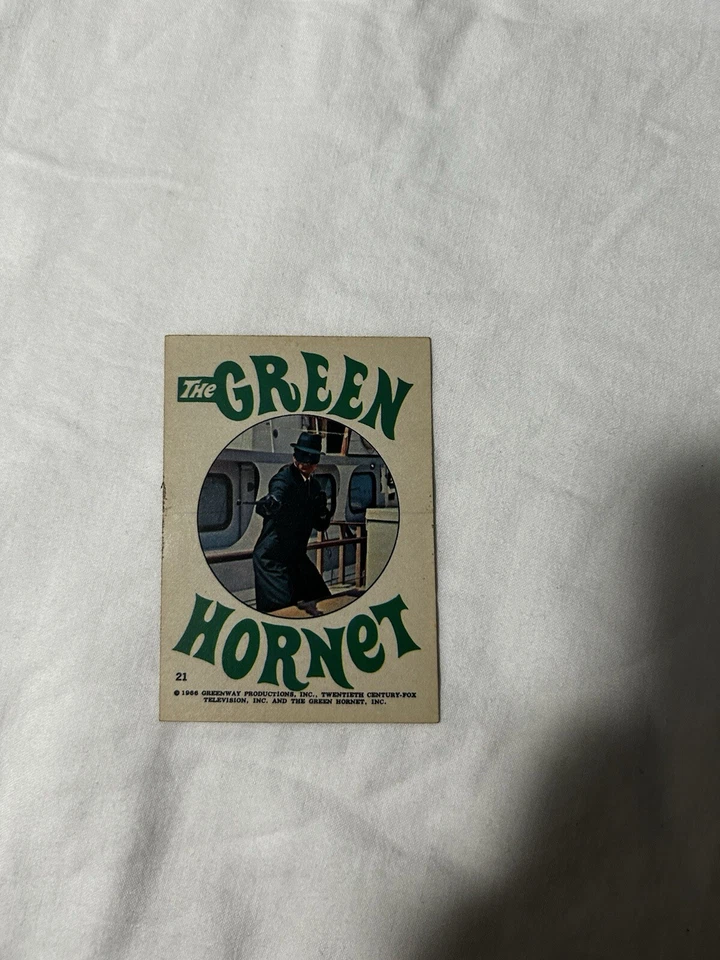 THe GREEN
HORNeT
21
© 1966 GREENWAY PRODUCTIONS, INC., TWENTIETH CENTURY-FOX
TELEVISION, INC. AND THE GREEN HORNET, INC.